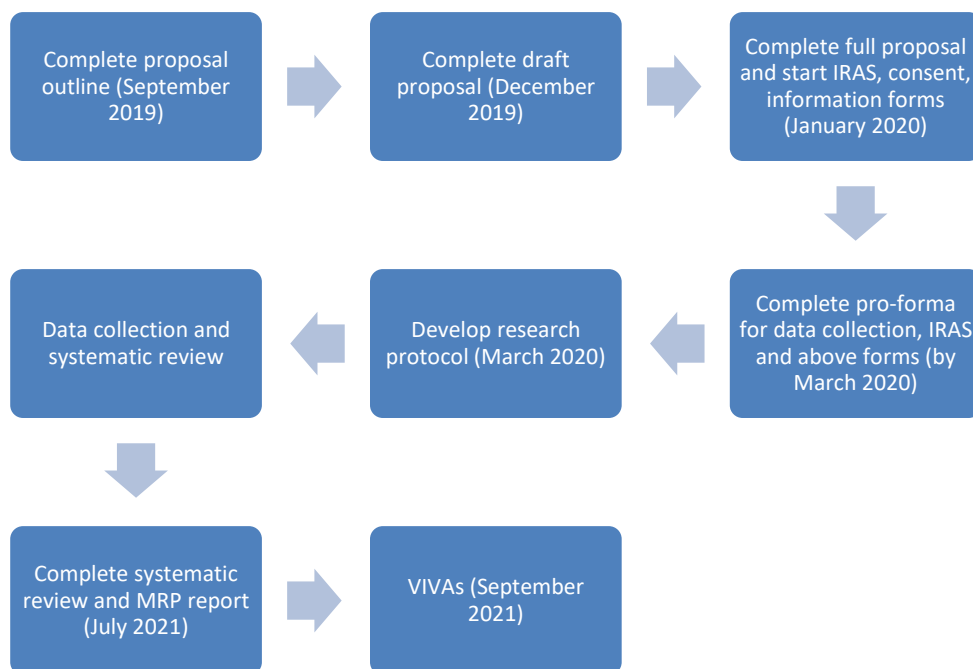 Complete proposal
outline (September
2019)
Complete draft
proposal (December
2019)
Complete full proposal
and start IRAS, consent,
information forms
(January 2020)
Complete pro-forma
for data collection, IRAS
and above forms (by
March 2020)
Develop research
protocol (March 2020)
Data collection and
systematic review
Complete systematic
review and MRP report
(July 2021)
VIVAs (September
2021)